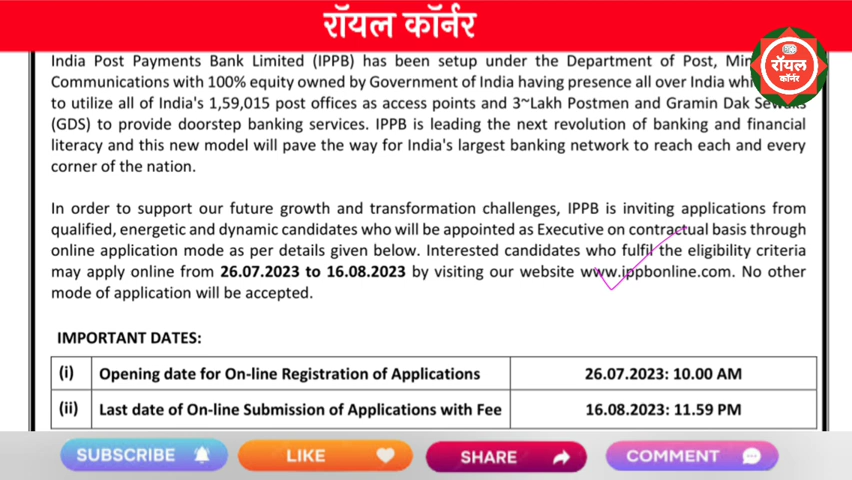 रॉयल कॉर्नर
रॉयल
कॉर्नर
India Post Payments Bank Limited (IPPB) has been setup under the Department of Post,
Communications with 100% equity owned by Government of India having presence all over India
to utilize all of India's 1,59,015 post offices as access points and 3~Lakh Postmen and Gramin Dak
(GDS) to provide doorstep banking services. IPPB is leading the next revolution of banking and financial
literacy and this new model will pave the way for India's largest banking network to reach each and every
corner of the nation.
In order to support our future growth and transformation challenges, IPPB is inviting applications from
qualified, energetic and dynamic candidates who will be appointed as Executive on contractual basis through
online application mode as per details given below. Interested candidates who fulfil the eligibility criteria
may apply online from 26.07.2023 to 16.08.2023 by visiting our website www.ippbonline.com. No other
mode of application will be accepted.
IMPORTANT DATES:
(i) Opening date for On-line Registration of Applications 26.07.2023: 10.00 AM
(ii) Last date of On-line Submission of Applications with Fee 16.08.2023: 11.59 PM
SUBSCRIBE LIKE SHARE COMMENT